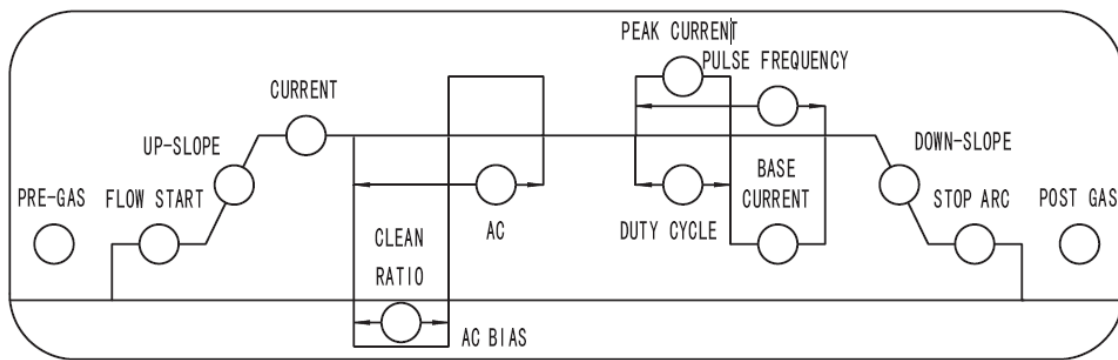 PEAK CURRENT
PULSE FREQUENCY
CURRENT
UP-SLOPE
DOWN-SLOPE
PRE-GAS
FLOW START
BASE
CURRENT
STOP ARC
POST GAS
CLEAN
RATIO
AC
DUTY CYCLE
AC BIAS